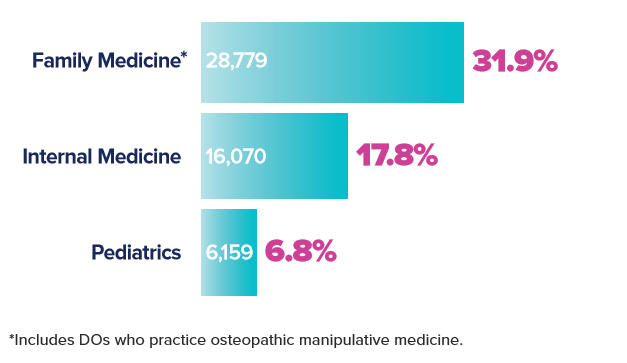 Family Medicine* 28,779 31.9%
Internal Medicine 16,070 17.8%
Pediatrics 6,159 6.8%
*Includes DOs who practice osteopathic manipulative medicine.